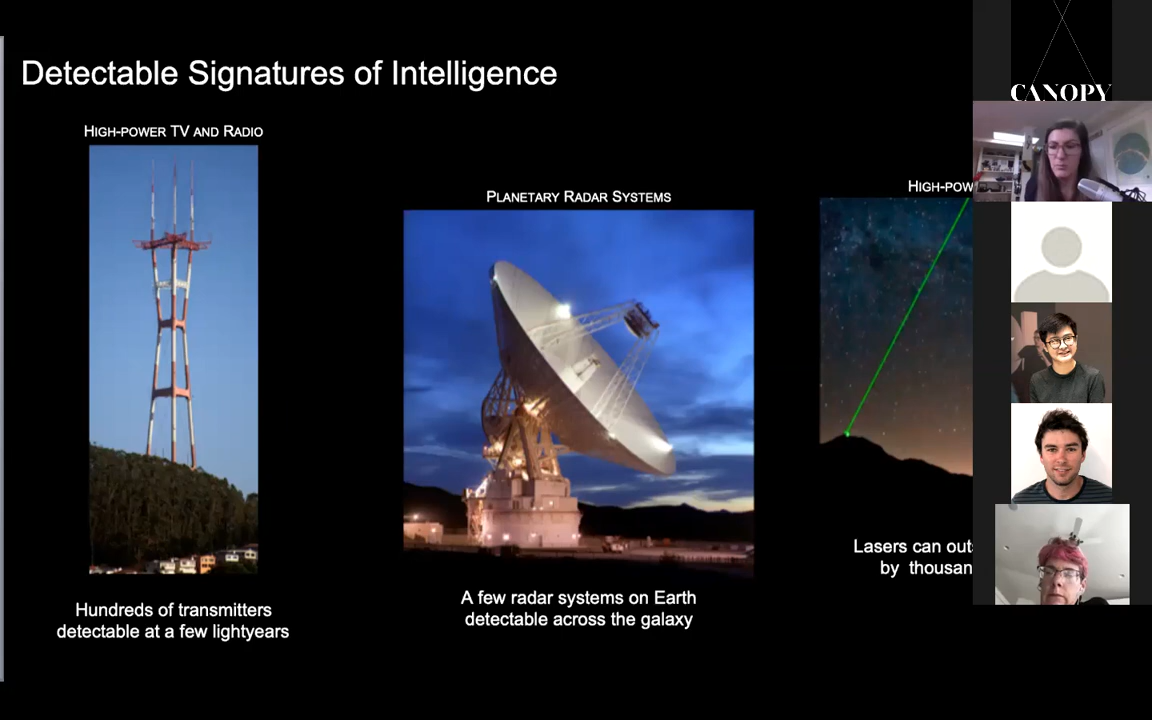 Detectable Signatures of Intelligence
HIGH-POWER TV AND RADIO
Hundreds of transmitters
detectable at a few lightyears
PLANETARY RADAR SYSTEMS
A few radar systems on Earth
detectable across the galaxy
HIGH-POW
Lasers can out
by thousan
CANOPY